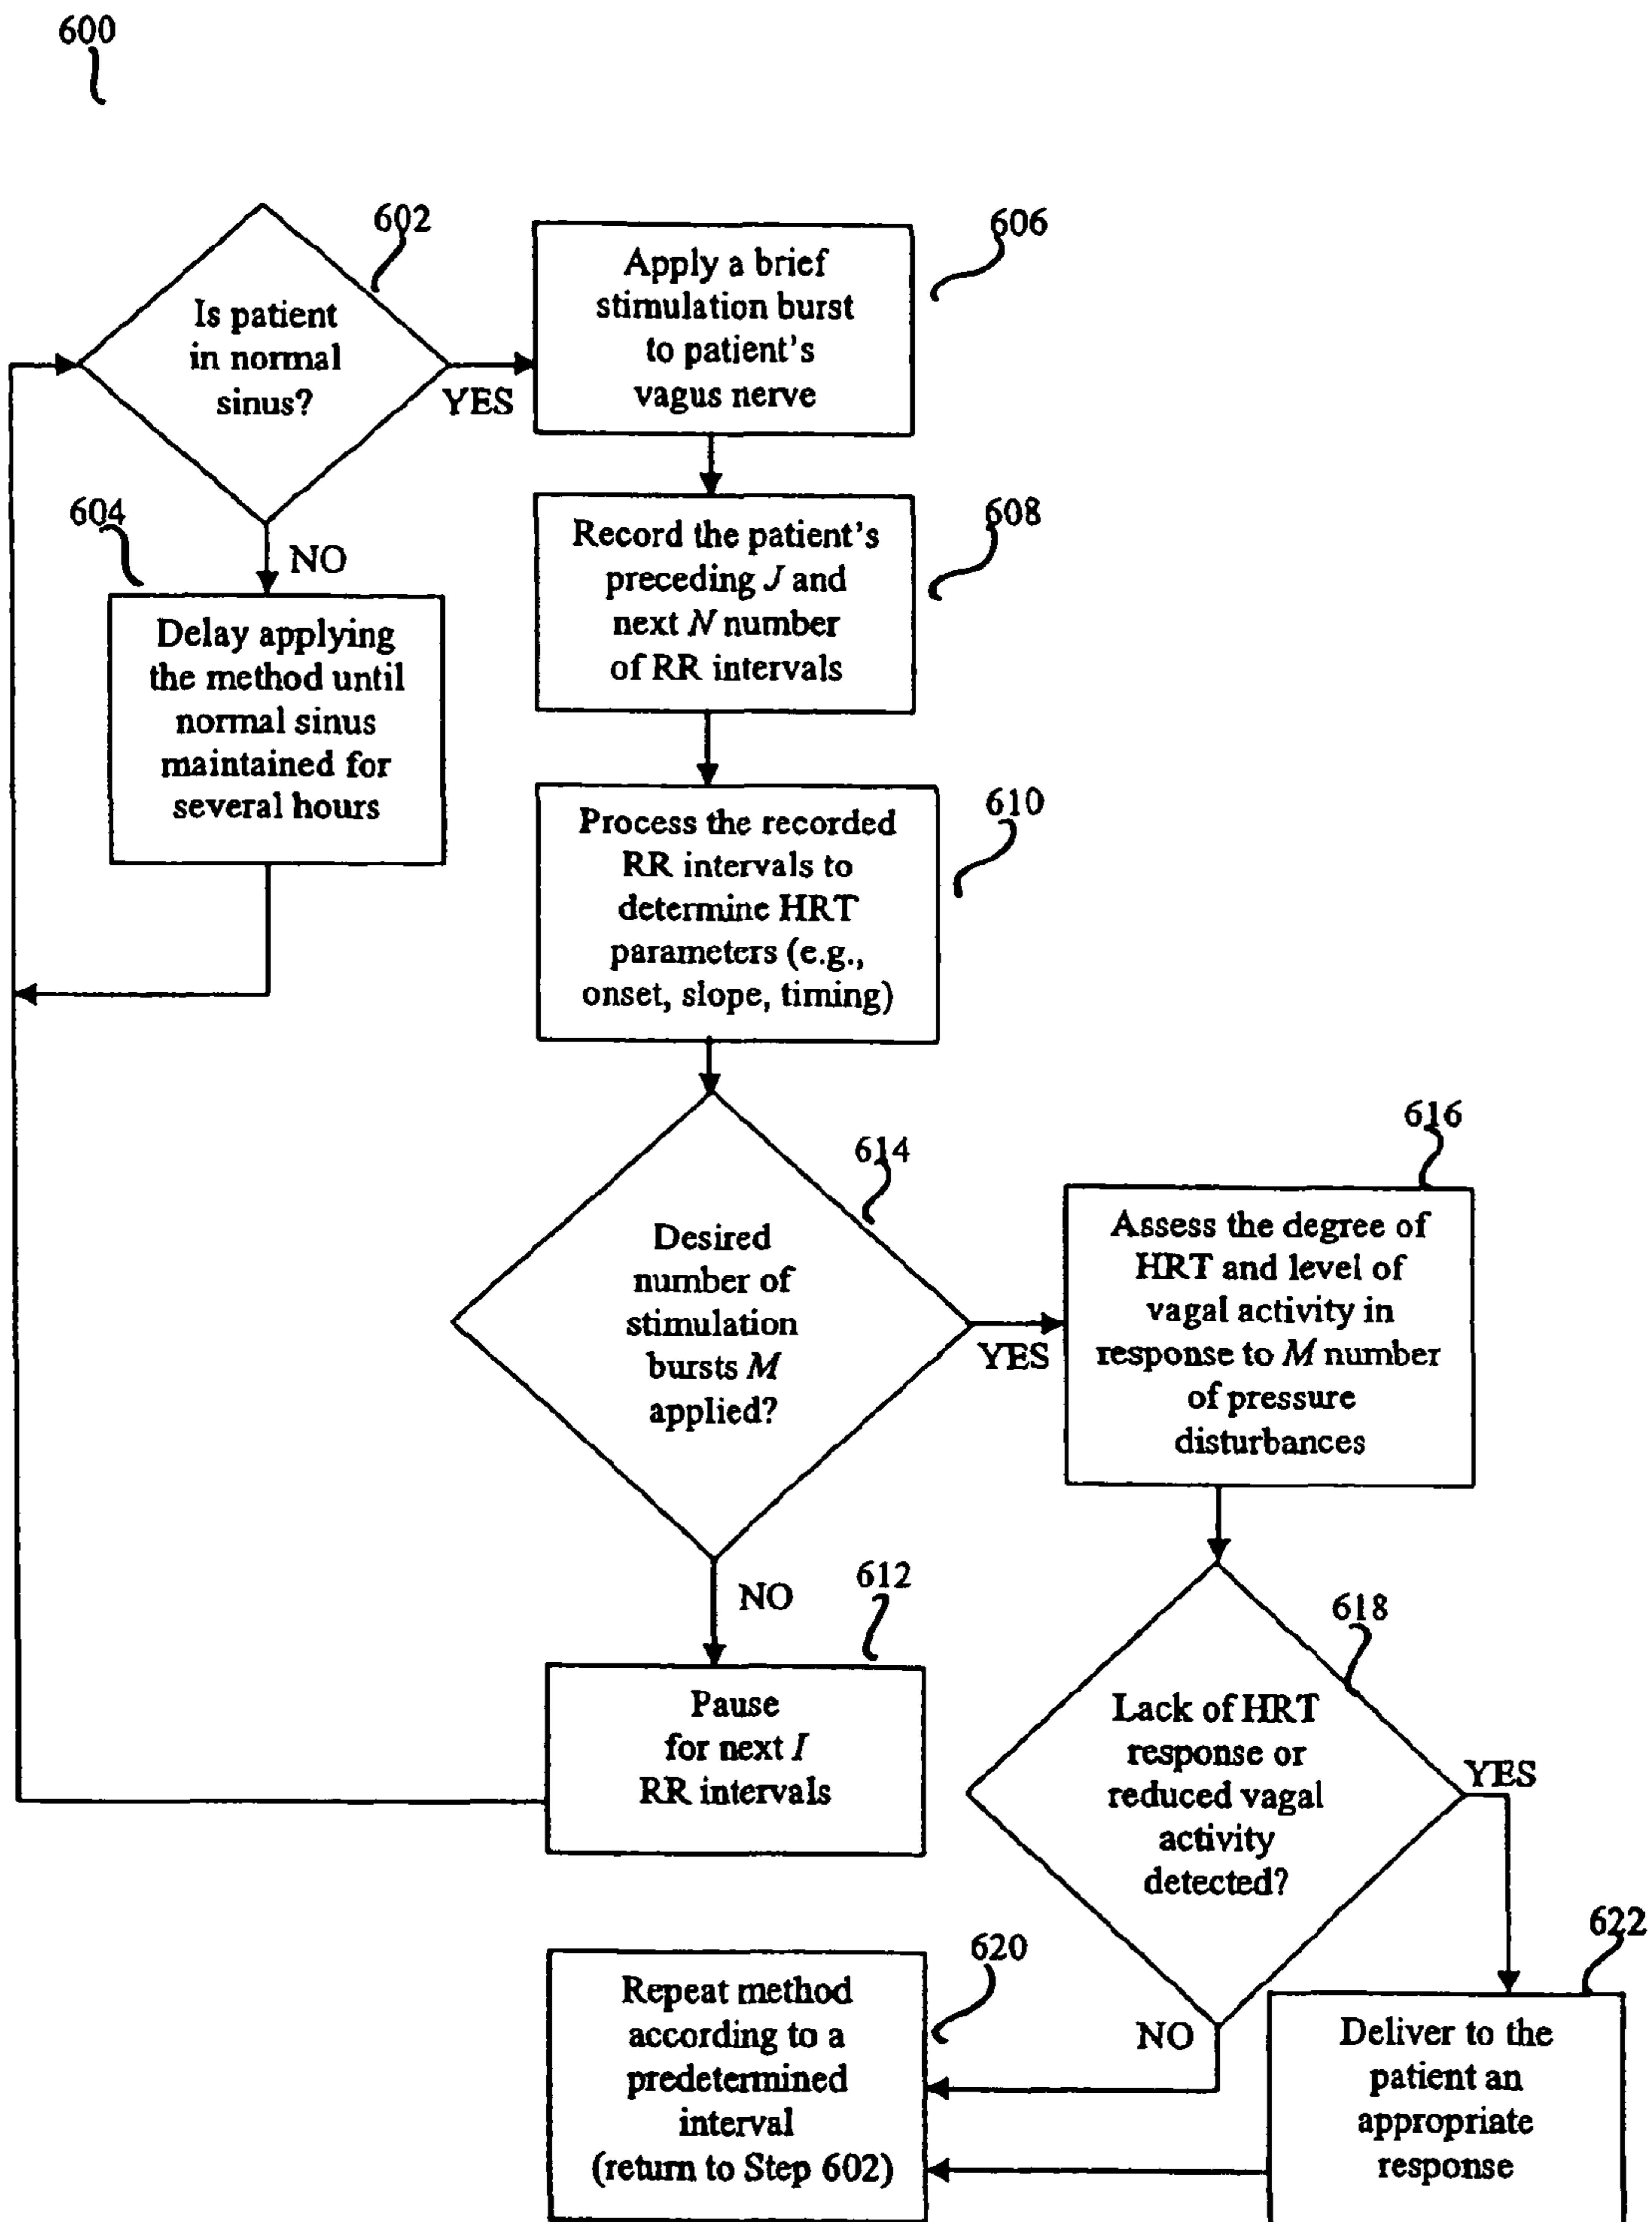 600
602
Is patient
in normal
sinus?
YES
606
Apply a brief
stimulation burst
to patient's
vagus nerve
604
NO
Delay applying
the method until
normal sinus
maintained for
several hours
608
Record the patient's
preceding J and
next N number
of RR intervals
610
Process the recorded
RR intervals to
determine HRT
parameters (e.g.,
onset, slope, timing)
614
Desired
number of
stimulation
bursts M
applied?
YES
616
Assess the degree of
HRT and level of
vagal activity in
response to M number
of pressure
disturbances
NO
612
Pause
for next I
RR intervals
618
Lack of HRT
response or
reduced vagal
activity
detected?
YES
NO
620
Repeat method
according to a
predetermined
interval
(return to Step 602)
622
Deliver to the
patient an
appropriate
response